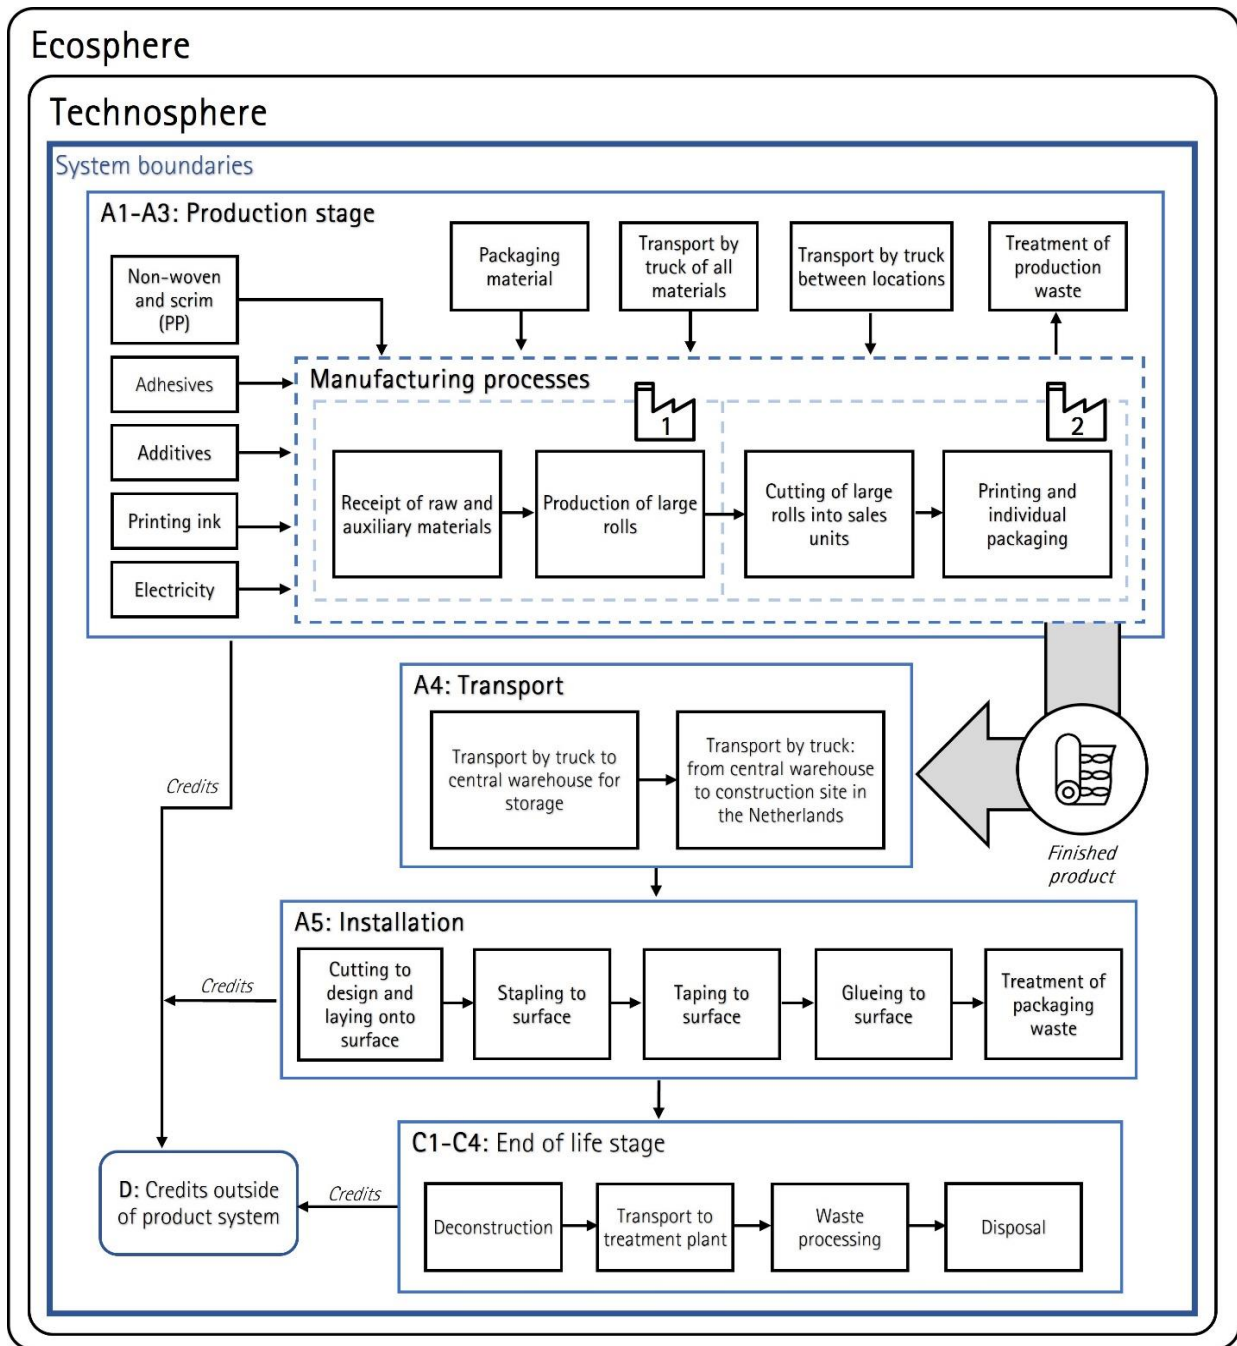 Ecosphere
Technosphere
System boundaries
A1-A3: Production stage
Non-woven
and scrim
(PP)
Adhesives
Additives
Printing ink
Electricity
Packaging
material
Transport by
truck of all
materials
Transport by truck
between locations
Treatment of
production
waste
Manufacturing processes
1
2
Receipt of raw and
auxiliary materials
Production of large
rolls
Cutting of large
rolls into sales
units
Printing and
individual
packaging
A4: Transport
Transport by truck to
central warehouse for
storage
Transport by truck:
from central warehouse
to construction site in
the Netherlands
Finished
product
Credits
A5: Installation
Cutting to
design and
laying onto
surface
Stapling to
surface
Taping to
surface
Glueing to
surface
Treatment of
packaging
waste
Credits
C1-C4: End of life stage
Deconstruction
Transport to
treatment plant
Waste
processing
Disposal
Credits
D: Credits outside
of product system